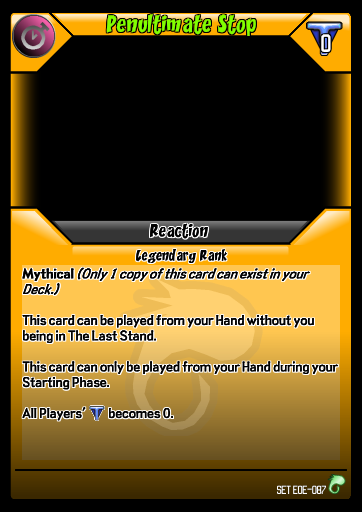 Penultimate Stop
0
Reaction
Legendary Rank
Mythical (Only 1 copy of this card can exist in your
Deck.)
This card can be played from your Hand without you
being in The Last Stand.
This card can only be played from your Hand during your
Starting Phase.
All Players' becomes 0.
SET EOE-087